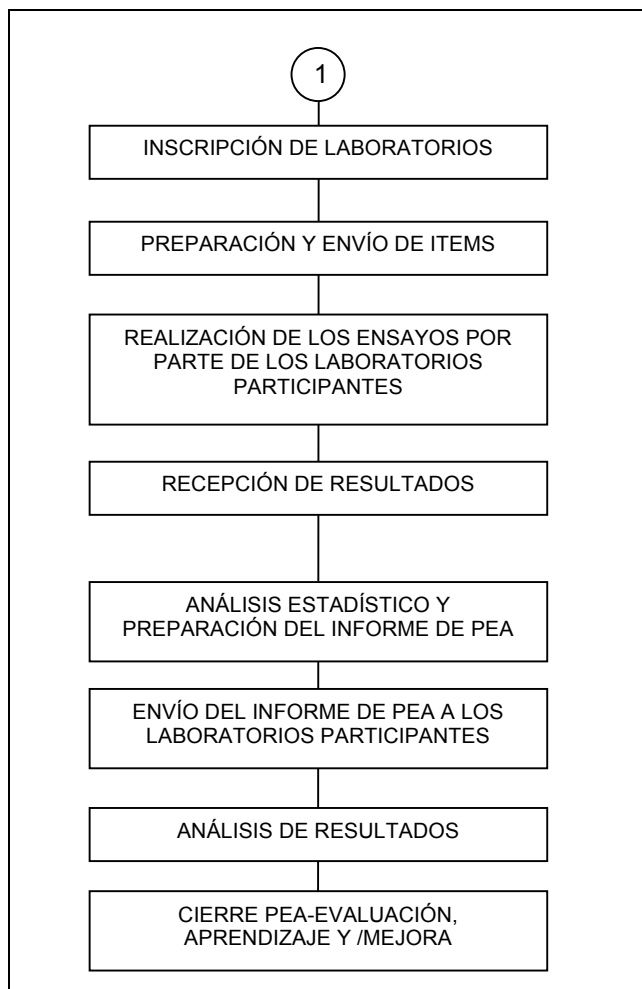 1
INSCRIPCIÓN DE LABORATORIOS
PREPARACIÓN Y ENVÍO DE ITEMS
REALIZACIÓN DE LOS ENSAYOS POR
PARTE DE LOS LABORATORIOS
PARTICIPANTES
RECEPCIÓN DE RESULTADOS
ANÁLISIS ESTADÍSTICO Y
PREPARACIÓN DEL INFORME DE PEA
ENVÍO DEL INFORME DE PEA A LOS
LABORATORIOS PARTICIPANTES
ANÁLISIS DE RESULTADOS
CIERRE PEA-EVALUACIÓN,
APRENDIZAJE Y /MEJORA